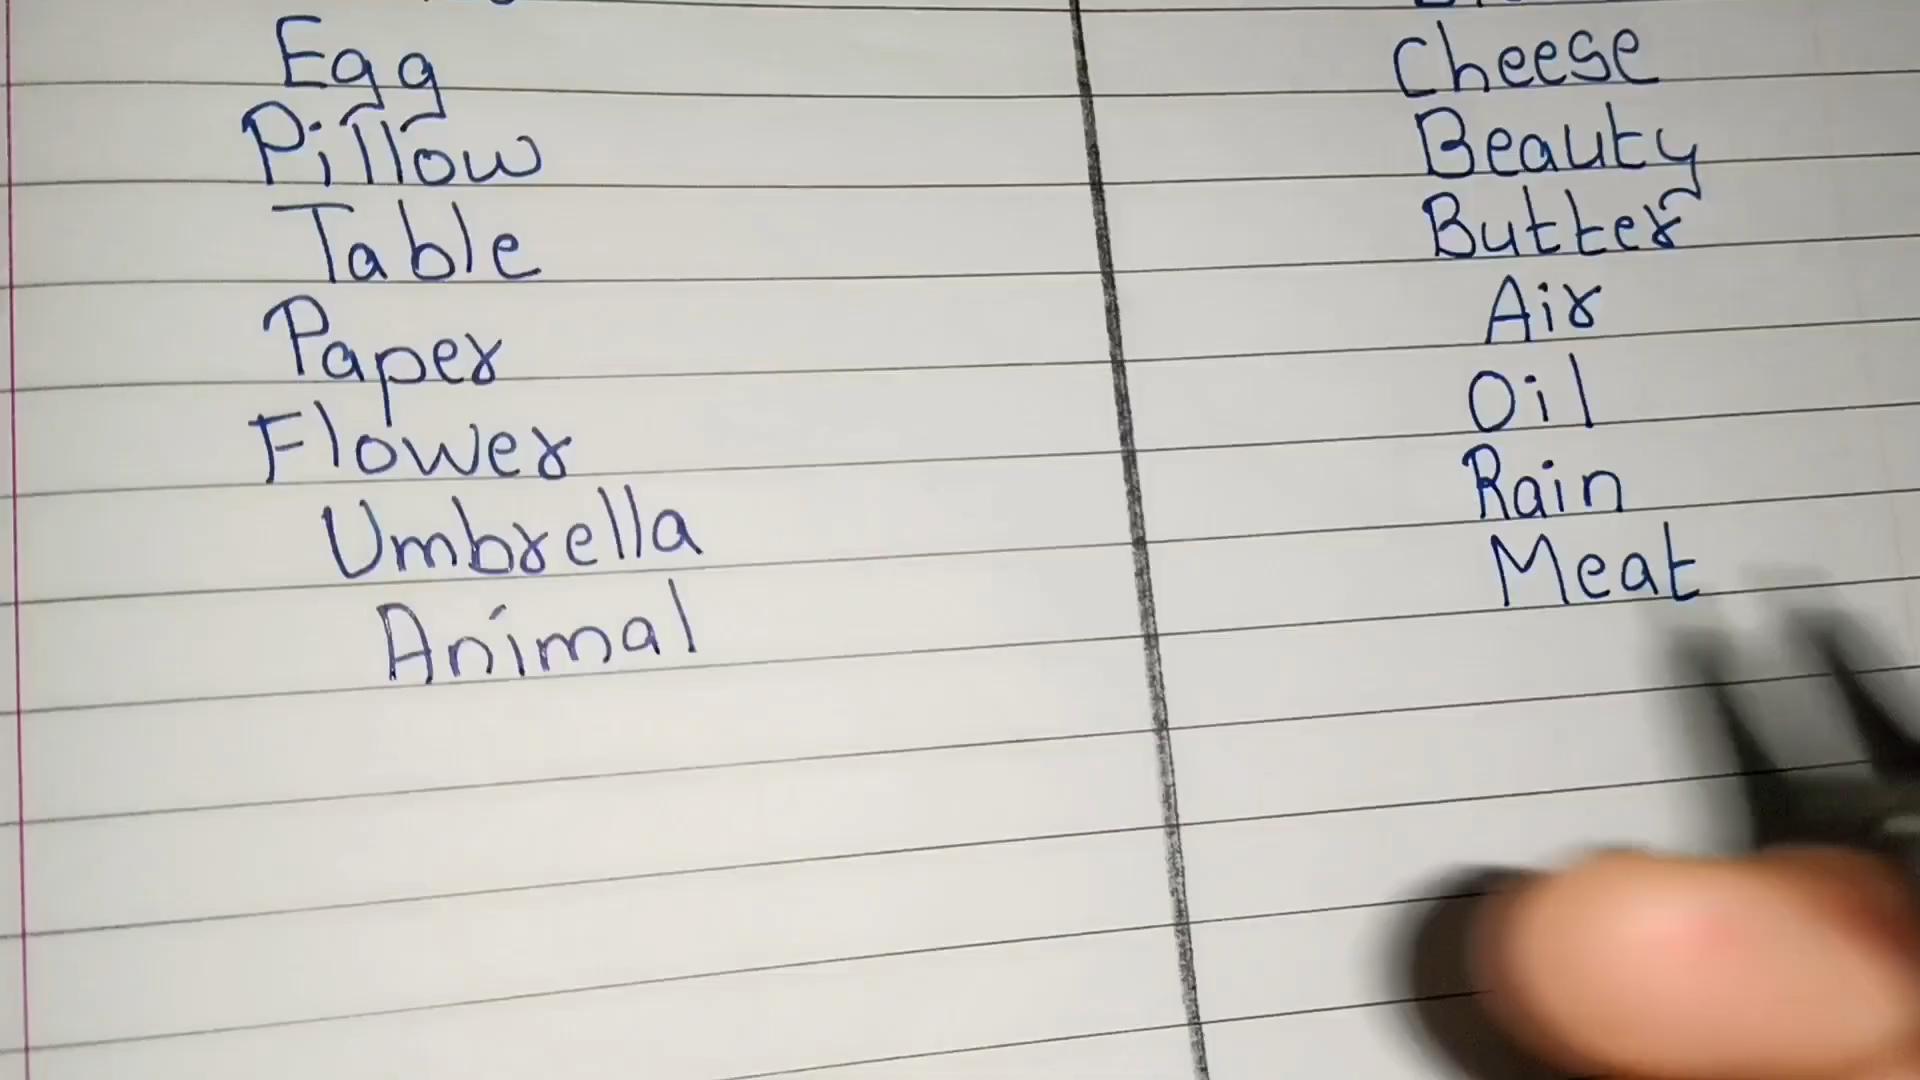 Egg
Pillow
Table
Paper
Flower
Umbrella
Animal
Cheese
Beauty
Butter
Air
Oil
Rain
Meat